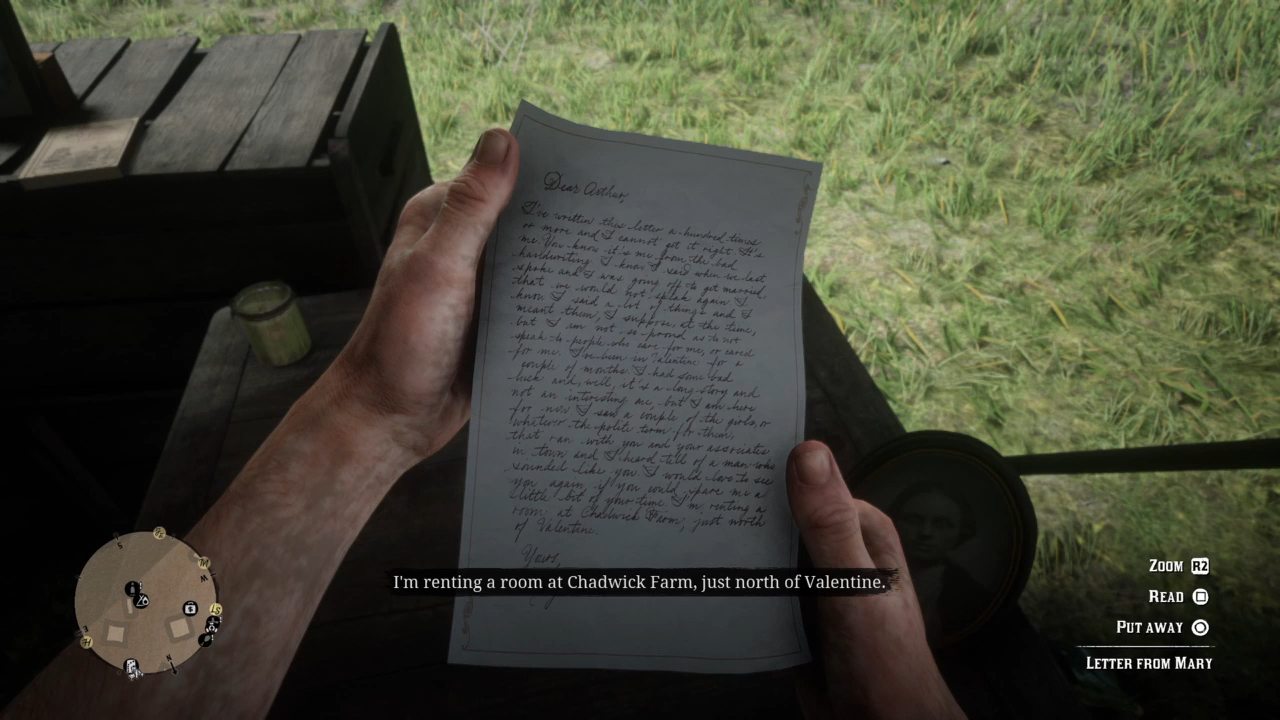 Dear Arthur,
I've written this letter a hundred times
or more and I cannot get it right. It's
me. You know it's me from the bad
handwriting. I know I said when we last
spoke and I was going off to get married,
that we would not speak again. I
know I said a lot of things and I
meant them, I suppose, at the time,
but I am not so proud as to not
speak to people who care for me, or cared
for me. I've been in Valentine for a
couple of months. I had some bad
luck and, well, it's a long story and
not an interesting one, but I am here
for now. I saw a couple of the girls, or
whatever the polite term for them,
that ran with you and your associates
in town and I heard tell of a man who
sounded like you. I would love to see
you again if you could spare me a
little bit of your time. I'm renting a
room at Chadwick Farm, just north
of Valentine.
Yours,
I'm renting a room at Chadwick Farm, just north of Valentine.
ZOOM R2
READ
PUT AWAY
LETTER FROM MARY